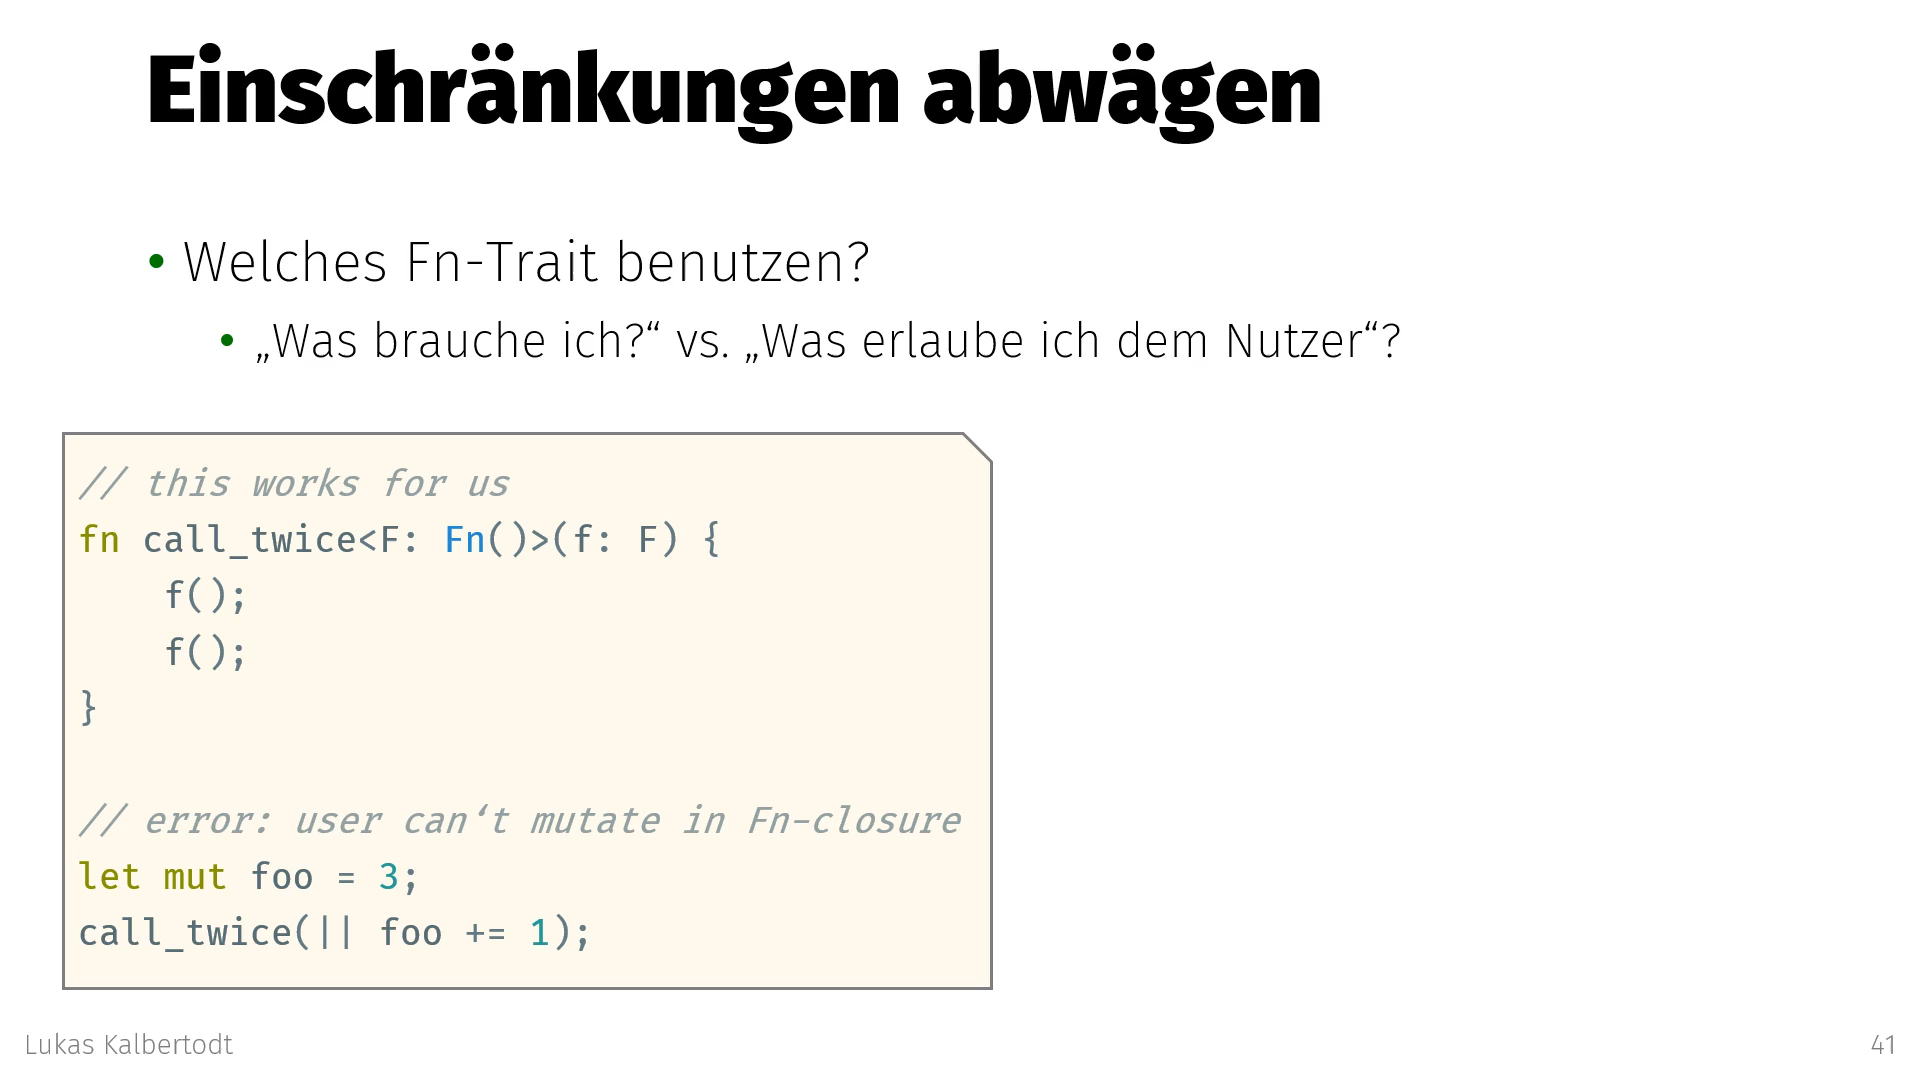 Einschränkungen abwägen
• Welches Fn-Trait benutzen?
• „Was brauche ich?“ vs. „Was erlaube ich dem Nutzer“?
// this works for us
fn call_twice<F: Fn()>(f: F) {
    f();
    f();
}
// error: user can‘t mutate in Fn-closure
let mut foo = 3;
call_twice(|| foo += 1);
Lukas Kalbertodt
41